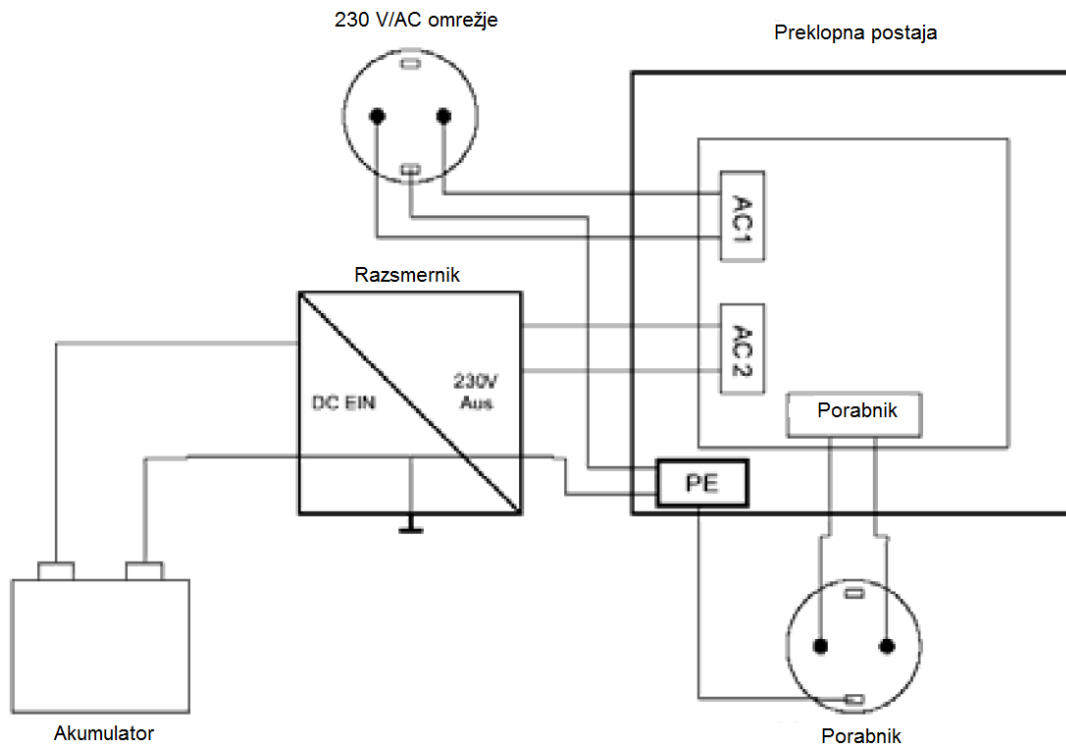 230 V/AC omrežje
Preklopna postaja
AC1
Razsmernik
AC 2
230V
Aus
DC EIN
Porabnik
PE
Akumulator
Porabnik